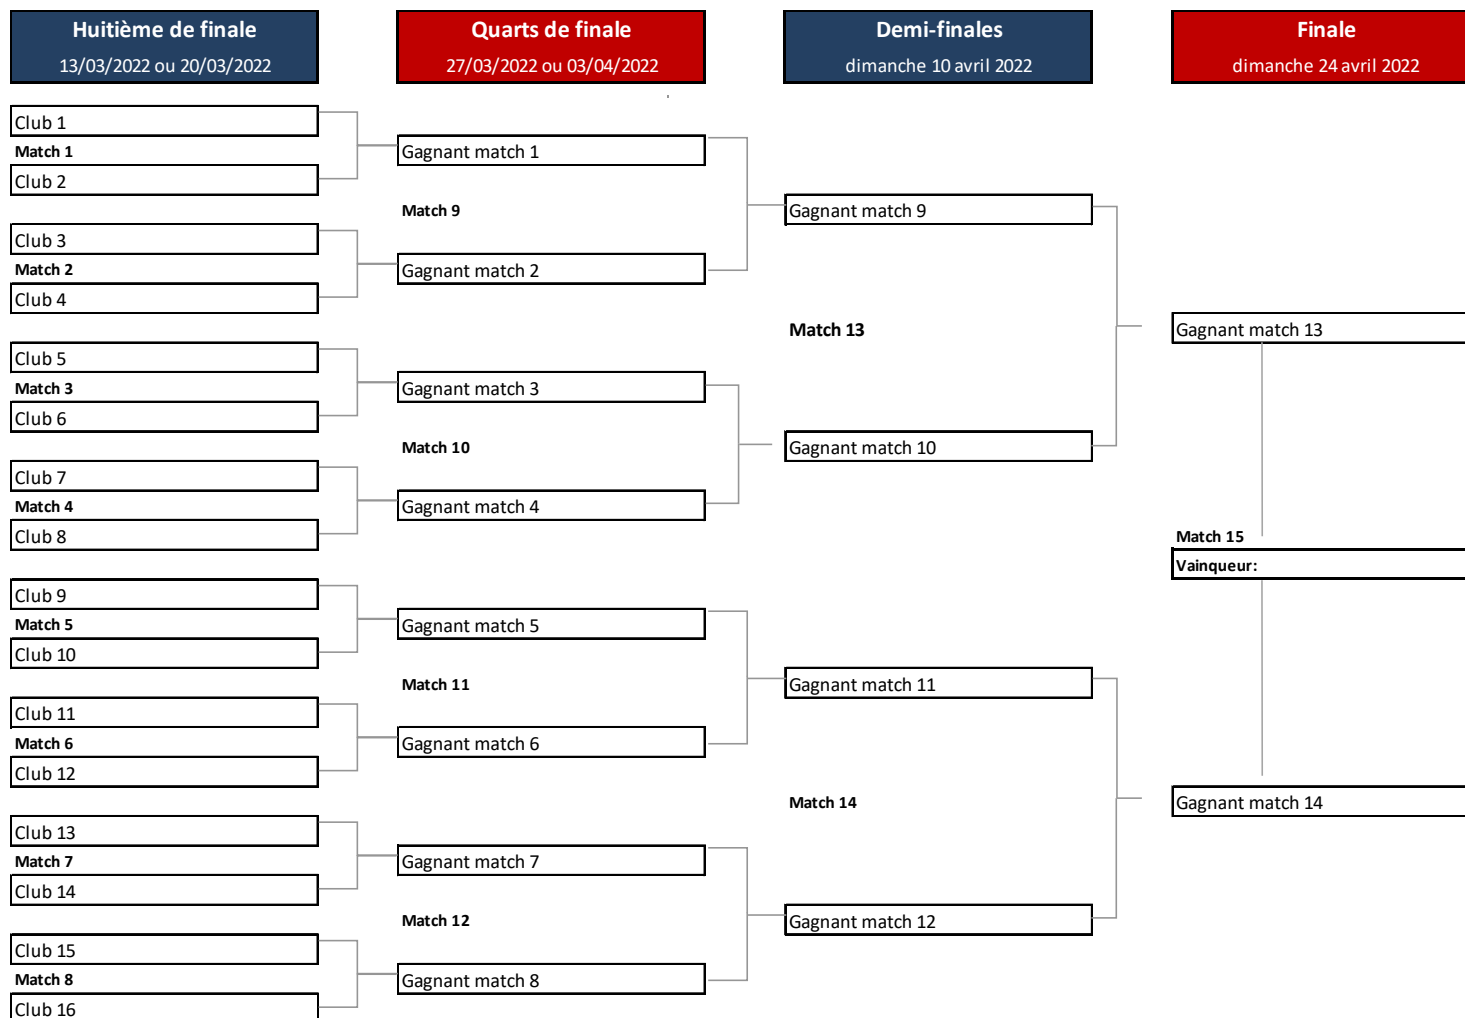 Huitième de finale
13/03/2022 ou 20/03/2022
Quarts de finale
27/03/2022 ou 03/04/2022
Demi-finales
dimanche 10 avril 2022
Finale
dimanche 24 avril 2022
Club 1
Match 1
Club 2
Club 3
Match 2
Club 4
Club 5
Match 3
Club 6
Club 7
Match 4
Club 8
Club 9
Match 5
Club 10
Club 11
Match 6
Club 12
Club 13
Match 7
Club 14
Club 15
Match 8
Club 16
Gagnant match 1
Match 9
Gagnant match 2
Gagnant match 3
Match 10
Gagnant match 4
Gagnant match 5
Match 11
Gagnant match 6
Gagnant match 7
Match 12
Gagnant match 8
Gagnant match 9
Match 13
Gagnant match 10
Gagnant match 11
Match 14
Gagnant match 12
Gagnant match 13
Match 15
Vainqueur:
Gagnant match 14